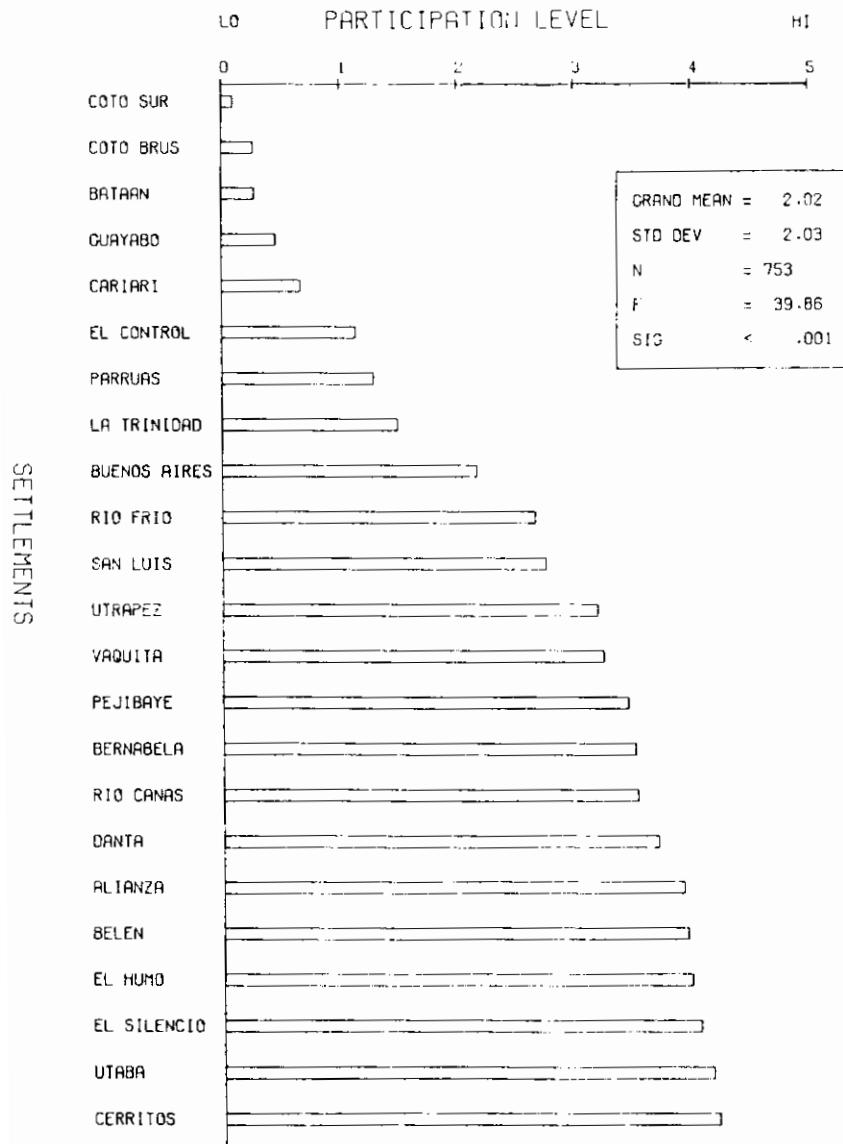 LO PARTICIPATION LEVEL HI
0 1 2 3 4 5
COTO SUR
COTO BRUS
BATAAN
GUAYABO
CARIARI
EL CONTROL
PARRUAS
LA TRINIDAD
BUENOS AIRES
RIO FRIO
SAN LUIS
UTRAPEZ
VAQUITA
PEJIBAYE
BERNABELA
RIO CANAS
DANTA
ALIANZA
BELEN
EL HUMO
EL SILENCIO
UTABA
CERRITOS
SETTLEMENTS
GRAND MEAN = 2.02
STD DEV = 2.03
N = 753
F = 39.86
SIG < .001